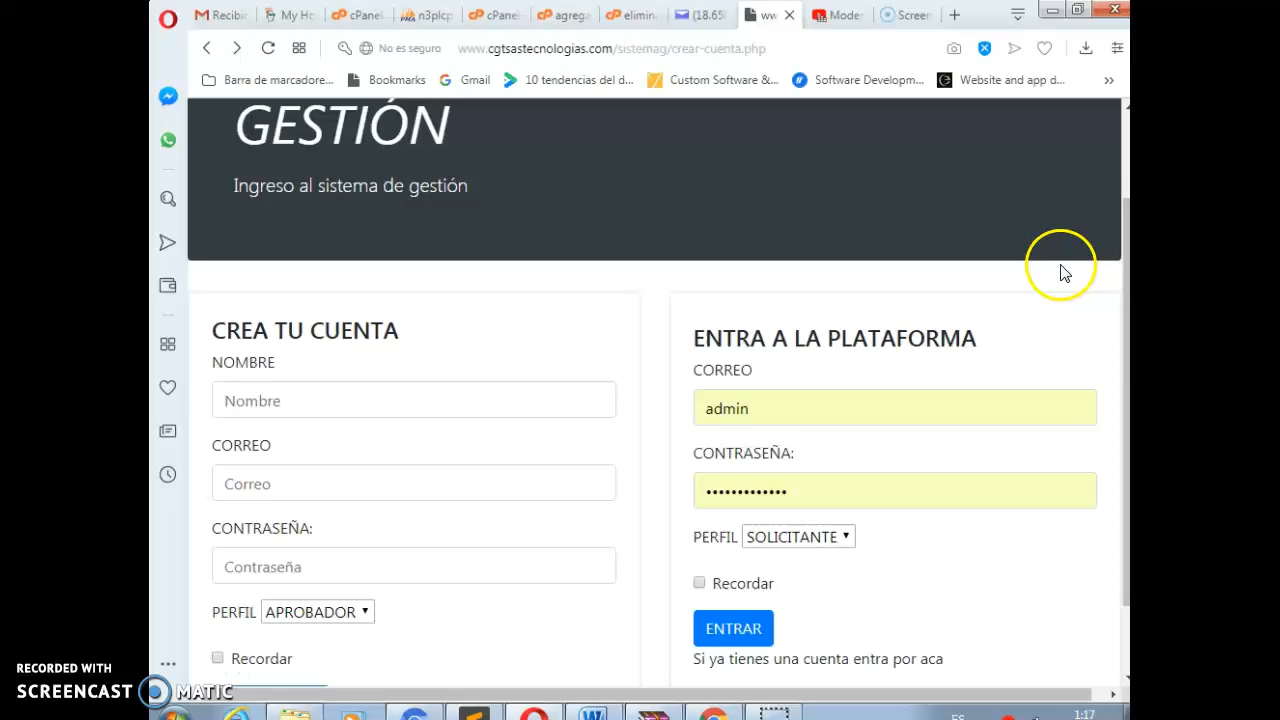 Recibi
My Ho
cPanel
n3plcp
cPanel
agrega
elimin
(18.65
ww
Mode
Screen
No es seguro
www.cgtsastecnologias.com/sistemag/crear-cuenta.php
Barra de marcadore...
Bookmarks
Gmail
10 tendencias del d...
Custom Software &...
Software Developm...
Website and app d...
»
GESTIÓN
Ingreso al sistema de gestión
CREA TU CUENTA
NOMBRE
Nombre
CORREO
Correo
CONTRASEÑA:
Contraseña
PERFIL APROBADOR
Recordar
ENTRA A LA PLATAFORMA
CORREO
admin
CONTRASEÑA:
•••••••••••••
PERFIL SOLICITANTE
Recordar
ENTRAR
Si ya tienes una cuenta entra por aca
RECORDED WITH
SCREENCAST MATIC
ES
1:17